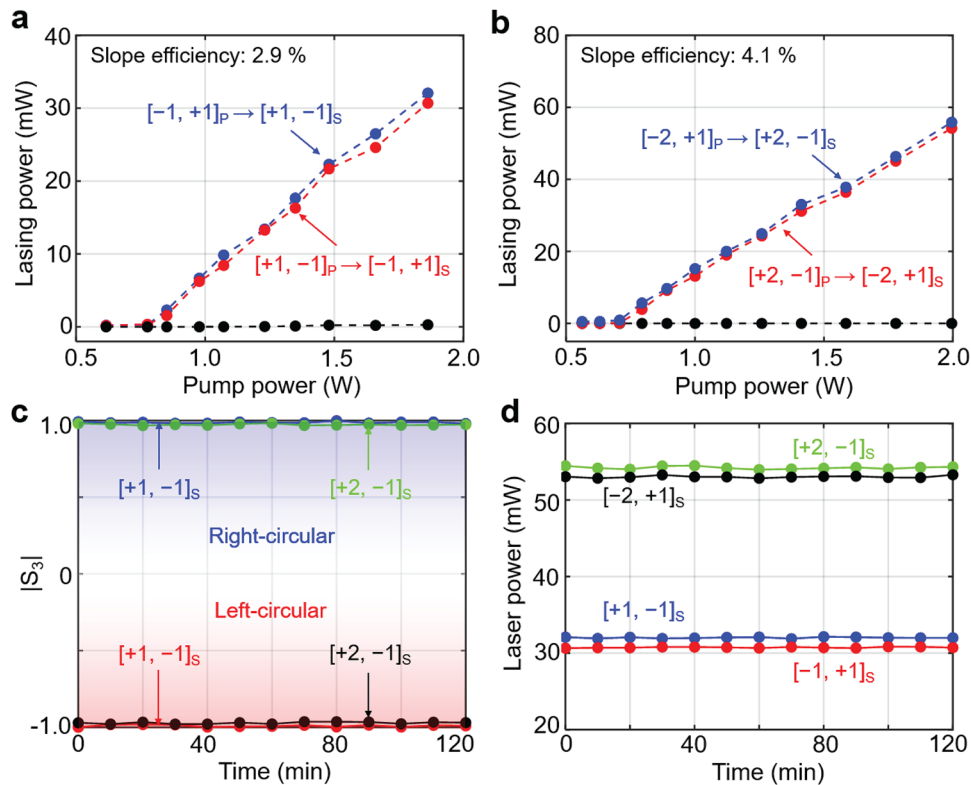 a
Slope efficiency: 2.9 %
[−1, +1]P → [+1, −1]S
[+1, −1]P → [−1, +1]S
Lasing power (mW)
40
30
20
10
0
0.5
1.0
1.5
2.0
Pump power (W)
b
Slope efficiency: 4.1 %
[−2, +1]P → [+2, −1]S
[+2, −1]P → [−2, +1]S
Lasing power (mW)
80
60
40
20
0
0.5
1.0
1.5
2.0
Pump power (W)
c
[+1, −1]S
[+2, −1]S
Right-circular
Left-circular
[+1, −1]S
[+2, −1]S
|S3|
1.0
0
-1.0
0
40
80
120
Time (min)
d
[+2, −1]S
[−2, +1]S
[+1, −1]S
[−1, +1]S
Laser power (mW)
60
50
40
30
20
0
40
80
120
Time (min)